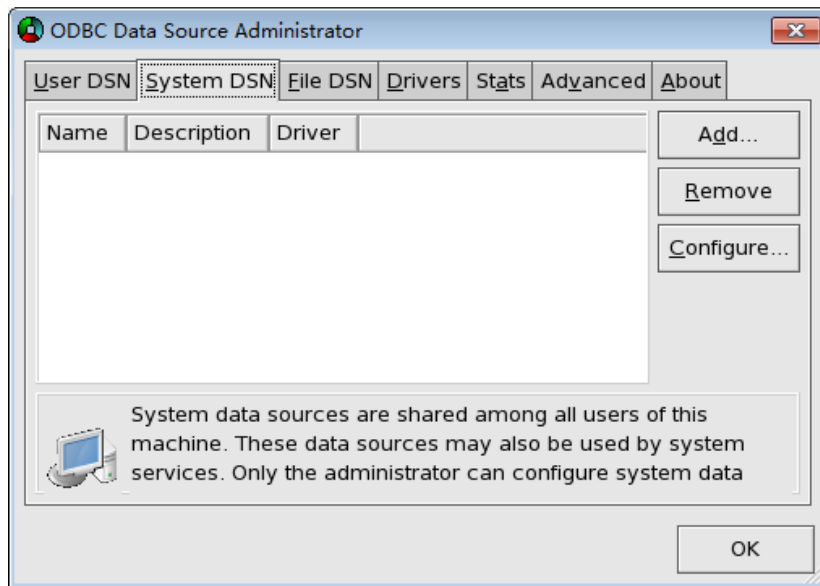 ODBC Data Source Administrator
User DSN System DSN File DSN Drivers Stats Advanced About
Name Description Driver
Add...
Remove
Configure...
System data sources are shared among all users of this
machine. These data sources may also be used by system
services. Only the administrator can configure system data
OK